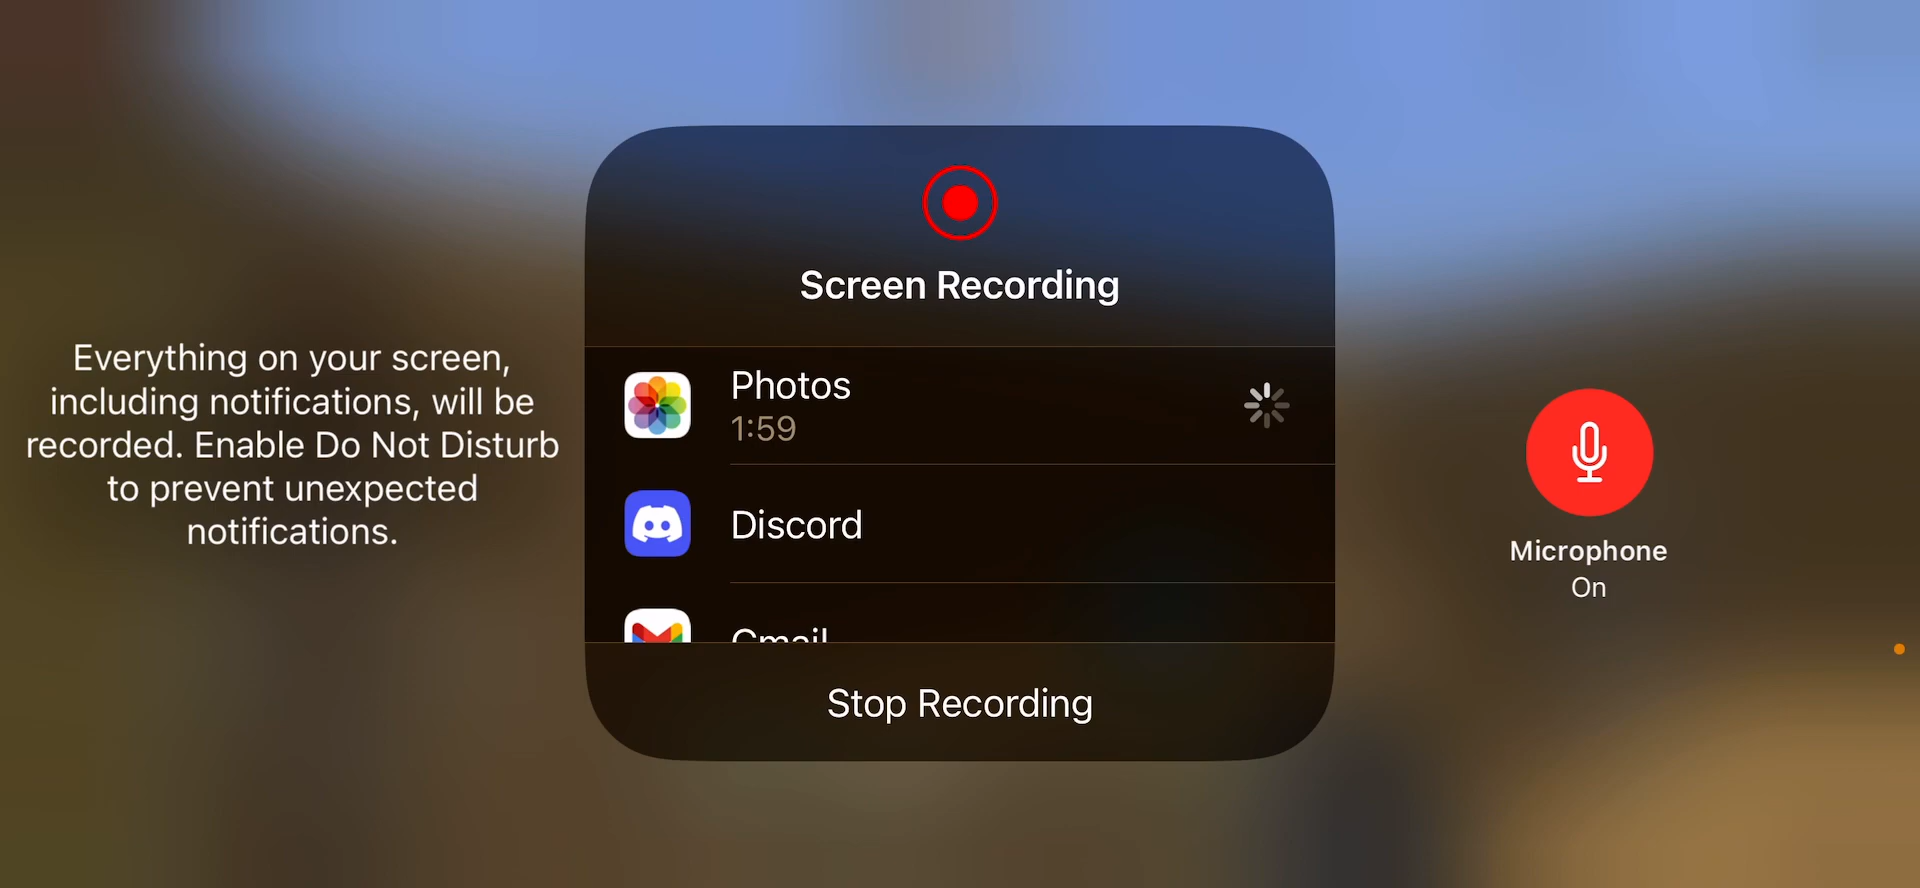 Everything on your screen,
including notifications, will be
recorded. Enable Do Not Disturb
to prevent unexpected
notifications.
Screen Recording
Photos
1:59
Discord
Gmail
Stop Recording
Microphone
On